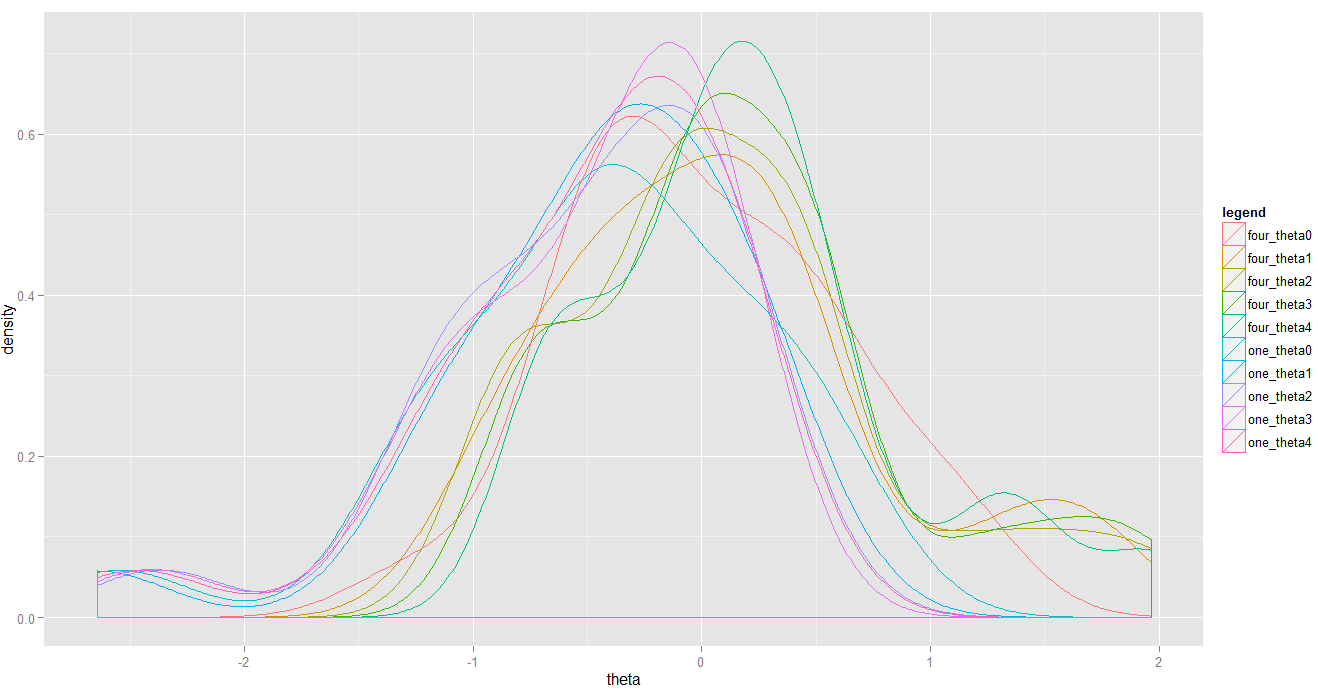 0.6
0.4
0.2
0.0
density
-2
-1
0
1
2
theta
legend
four_theta0
four_theta1
four_theta2
four_theta3
four_theta4
one_theta0
one_theta1
one_theta2
one_theta3
one_theta4